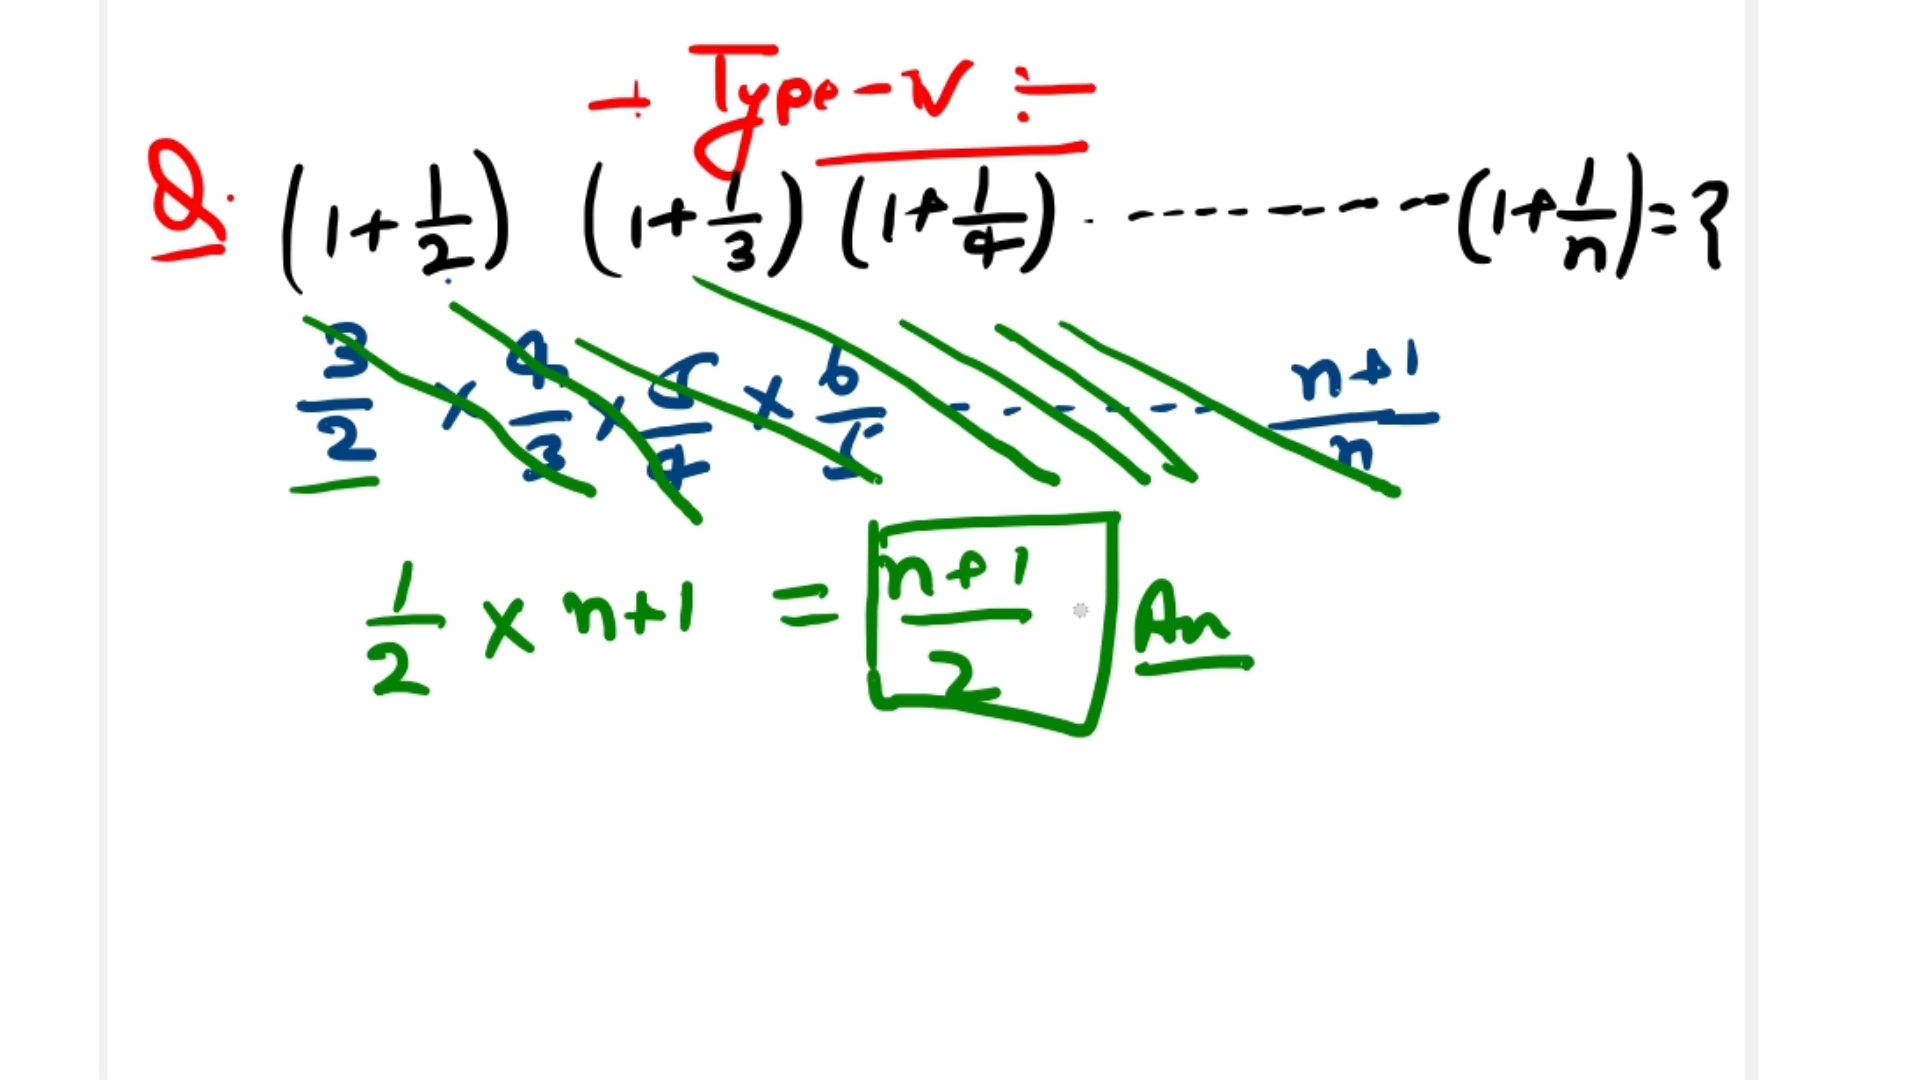 → Type-IV :-
Q. (1+1/2) (1+1/3) (1+1/4) - - - - - - - - - (1+1/n) = ?
3/2 × 4/3 × 5/4 × 6/5 - - - - - - n+1/n
1/2 × n+1 = n+1/2 An